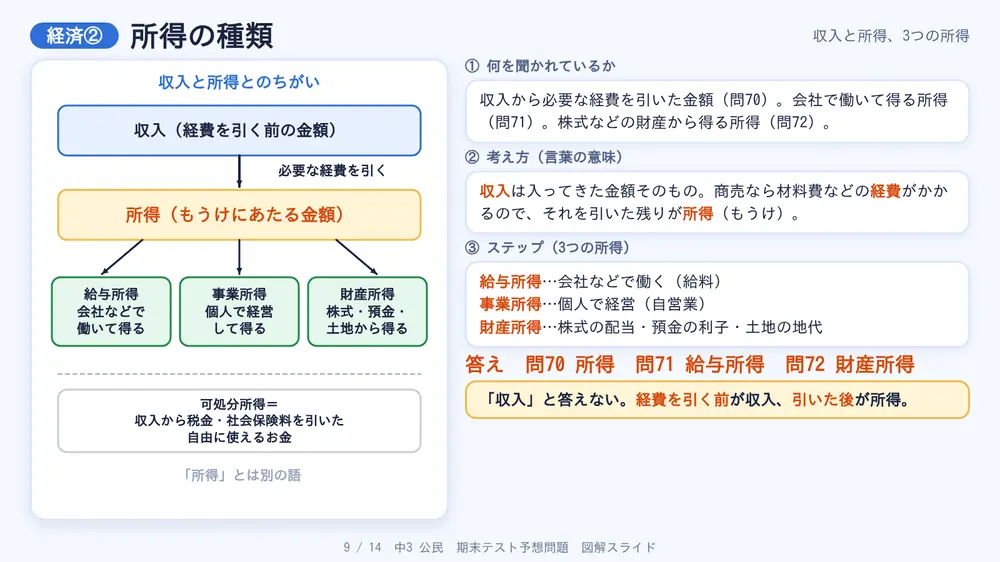 経済② 所得の種類
収入と所得、3つの所得
収入と所得とのちがい
収入（経費を引く前の金額）
必要な経費を引く
所得（もうけにあたる金額）
給与所得
会社などで
働いて得る
事業所得
個人で経営
して得る
財産所得
株式・預金・
土地から得る
可処分所得＝
収入から税金・社会保険料を引いた
自由に使えるお金
「所得」とは別の語
① 何を聞かれているか
収入から必要な経費を引いた金額（問70）。会社で働いて得る所得
（問71）。株式などの財産から得る所得（問72）。
② 考え方（言葉の意味）
収入は入ってきた金額そのもの。商売なら材料費などの経費がかか
るので、それを引いた残りが所得（もうけ）。
③ ステップ（3つの所得）
給与所得…会社などで働く（給料）
事業所得…個人で経営（自営業）
財産所得…株式の配当・預金の利子・土地の地代
答え　問70 所得　問71 給与所得　問72 財産所得
「収入」と答えない。経費を引く前が収入、引いた後が所得。
9 / 14　中3 公民　期末テスト予想問題　図解スライド